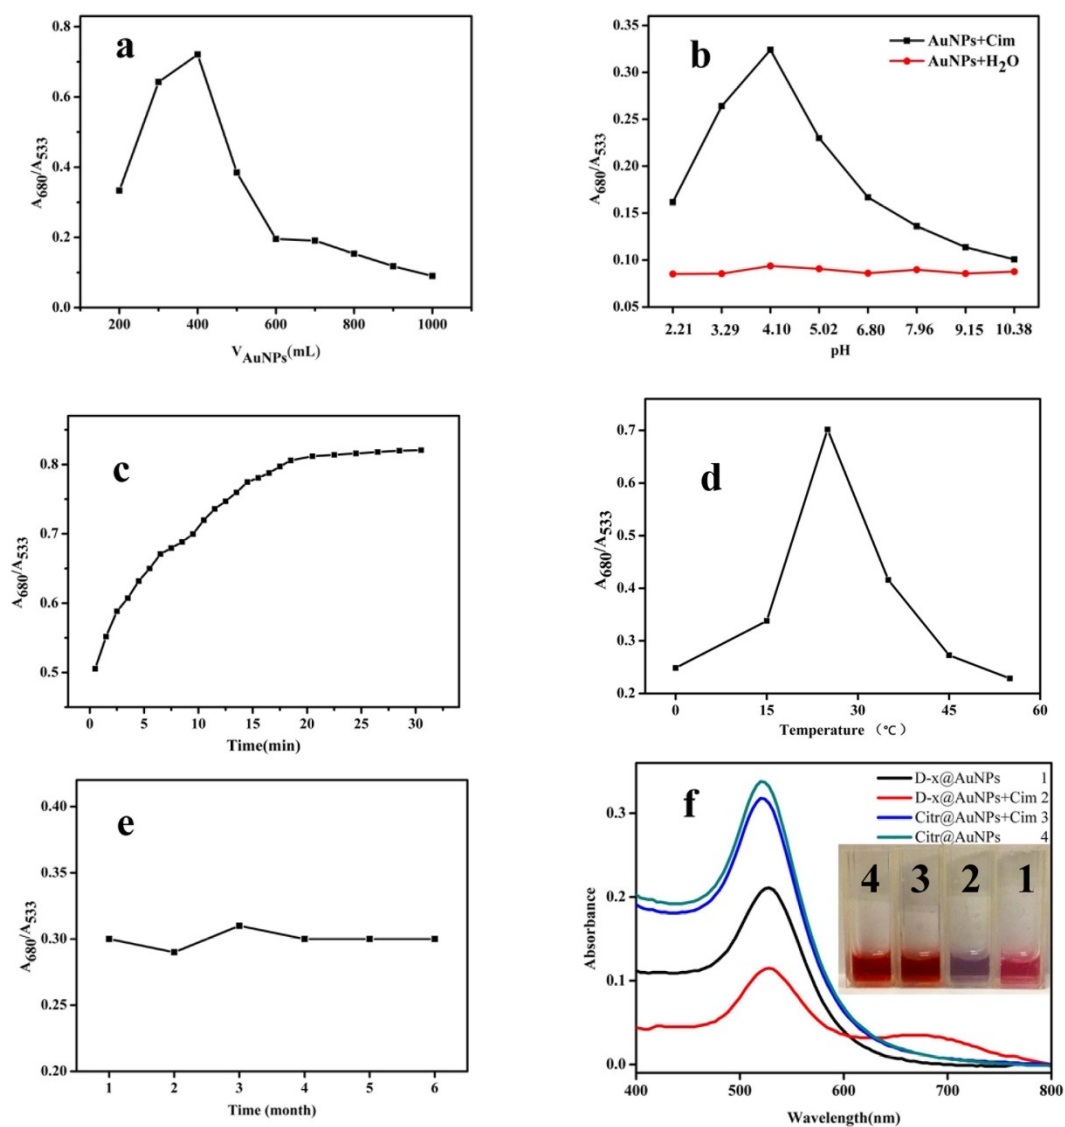 a
0.8
0.6
0.4
0.2
0.0
A680/A533
200 400 600 800 1000
VAuNPs(mL)
b
AuNPs+Cim
AuNPs+H2O
0.35
0.30
0.25
0.20
0.15
0.10
0.05
A680/A533
2.21 3.29 4.10 5.02 6.80 7.96 9.15 10.38
pH
c
0.8
0.7
0.6
0.5
A680/A533
0 5 10 15 20 25 30
Time(min)
d
0.7
0.6
0.5
0.4
0.3
0.2
A680/A533
0 15 30 45 60
Temperature （℃）
e
0.40
0.35
0.30
0.25
0.20
A680/A533
1 2 3 4 5 6
Time (month)
f
D-x@AuNPs 1
D-x@AuNPs+Cim 2
Citr@AuNPs+Cim 3
Citr@AuNPs 4
4 3 2 1
0.3
0.2
0.1
0.0
Absorbance
400 500 600 700 800
Wavelength(nm)